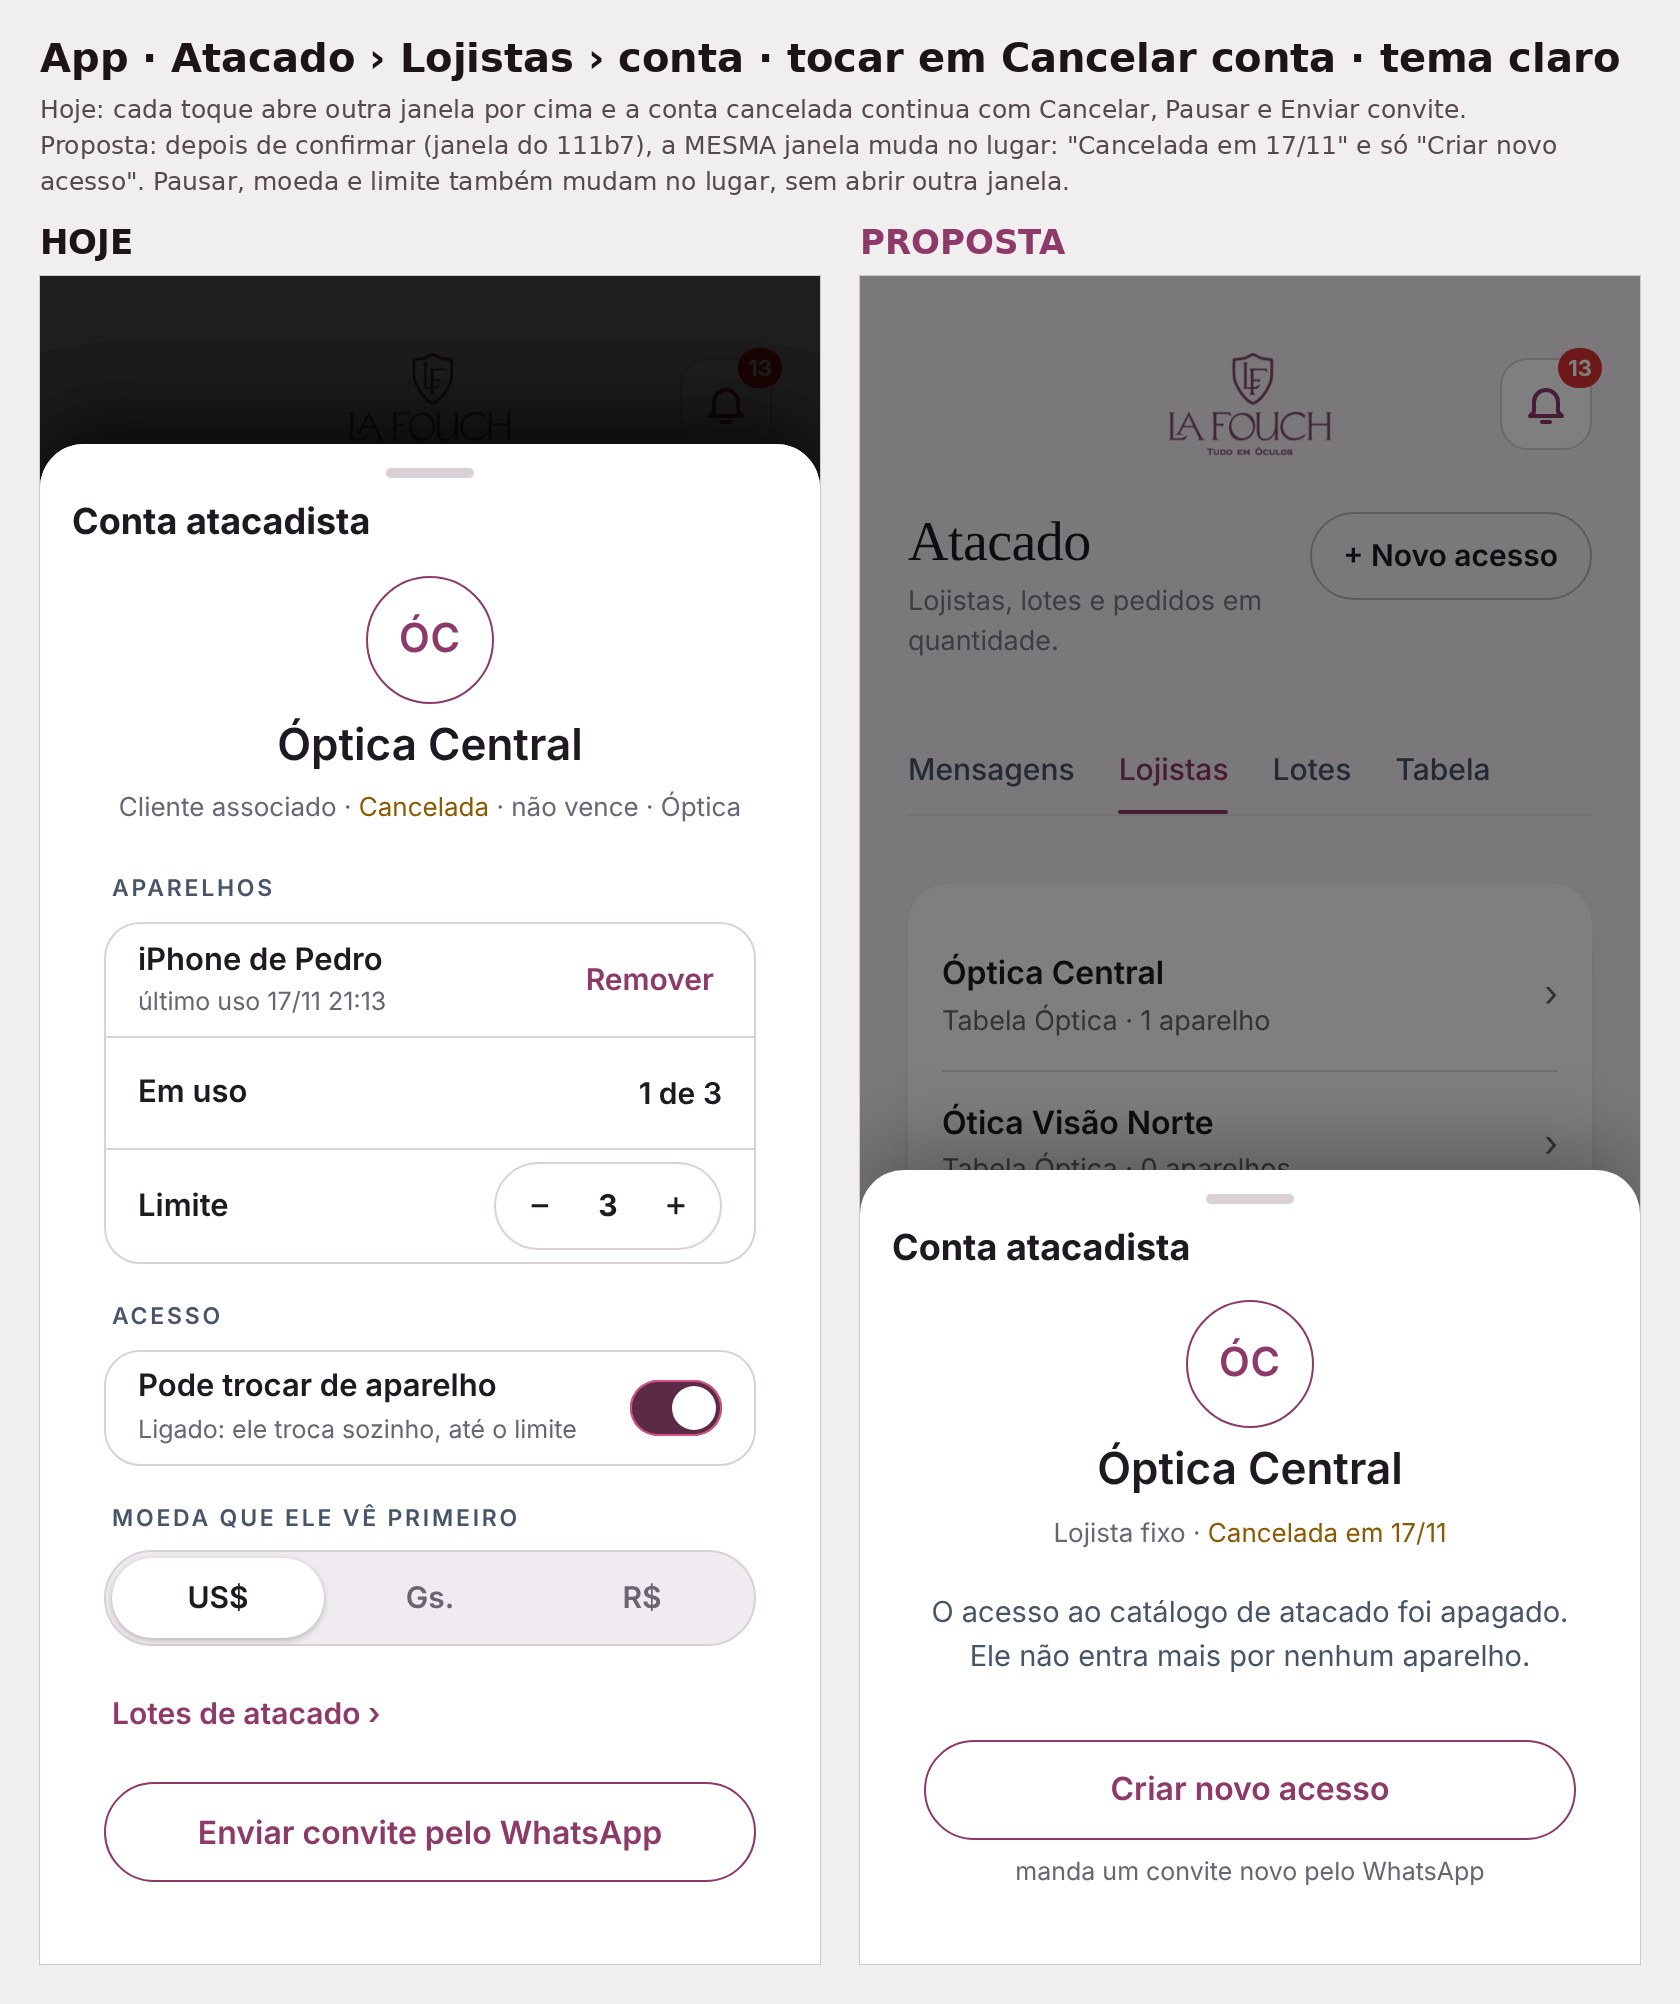 App · Atacado › Lojistas › conta · tocar em Cancelar conta · tema claro
Hoje: cada toque abre outra janela por cima e a conta cancelada continua com Cancelar, Pausar e Enviar convite.
Proposta: depois de confirmar (janela do 111b7), a MESMA janela muda no lugar: "Cancelada em 17/11" e só "Criar novo
acesso". Pausar, moeda e limite também mudam no lugar, sem abrir outra janela.
HOJE
13
LF
LA FOUCH
Conta atacadista
ÓC
Óptica Central
Cliente associado · Cancelada · não vence · Óptica
APARELHOS
iPhone de Pedro
Remover
último uso 17/11 21:13
Em uso
1 de 3
Limite
− 3 +
ACESSO
Pode trocar de aparelho
Ligado: ele troca sozinho, até o limite
MOEDA QUE ELE VÊ PRIMEIRO
US$ Gs. R$
Lotes de atacado ›
Enviar convite pelo WhatsApp
PROPOSTA
13
LF
LA FOUCH
TUDO EM ÓCULOS
Atacado
+ Novo acesso
Lojistas, lotes e pedidos em
quantidade.
Mensagens Lojistas Lotes Tabela
Óptica Central
Tabela Óptica · 1 aparelho
›
Ótica Visão Norte
Tabela Óptica · 0 aparelhos
›
Conta atacadista
ÓC
Óptica Central
Lojista fixo · Cancelada em 17/11
O acesso ao catálogo de atacado foi apagado.
Ele não entra mais por nenhum aparelho.
Criar novo acesso
manda um convite novo pelo WhatsApp